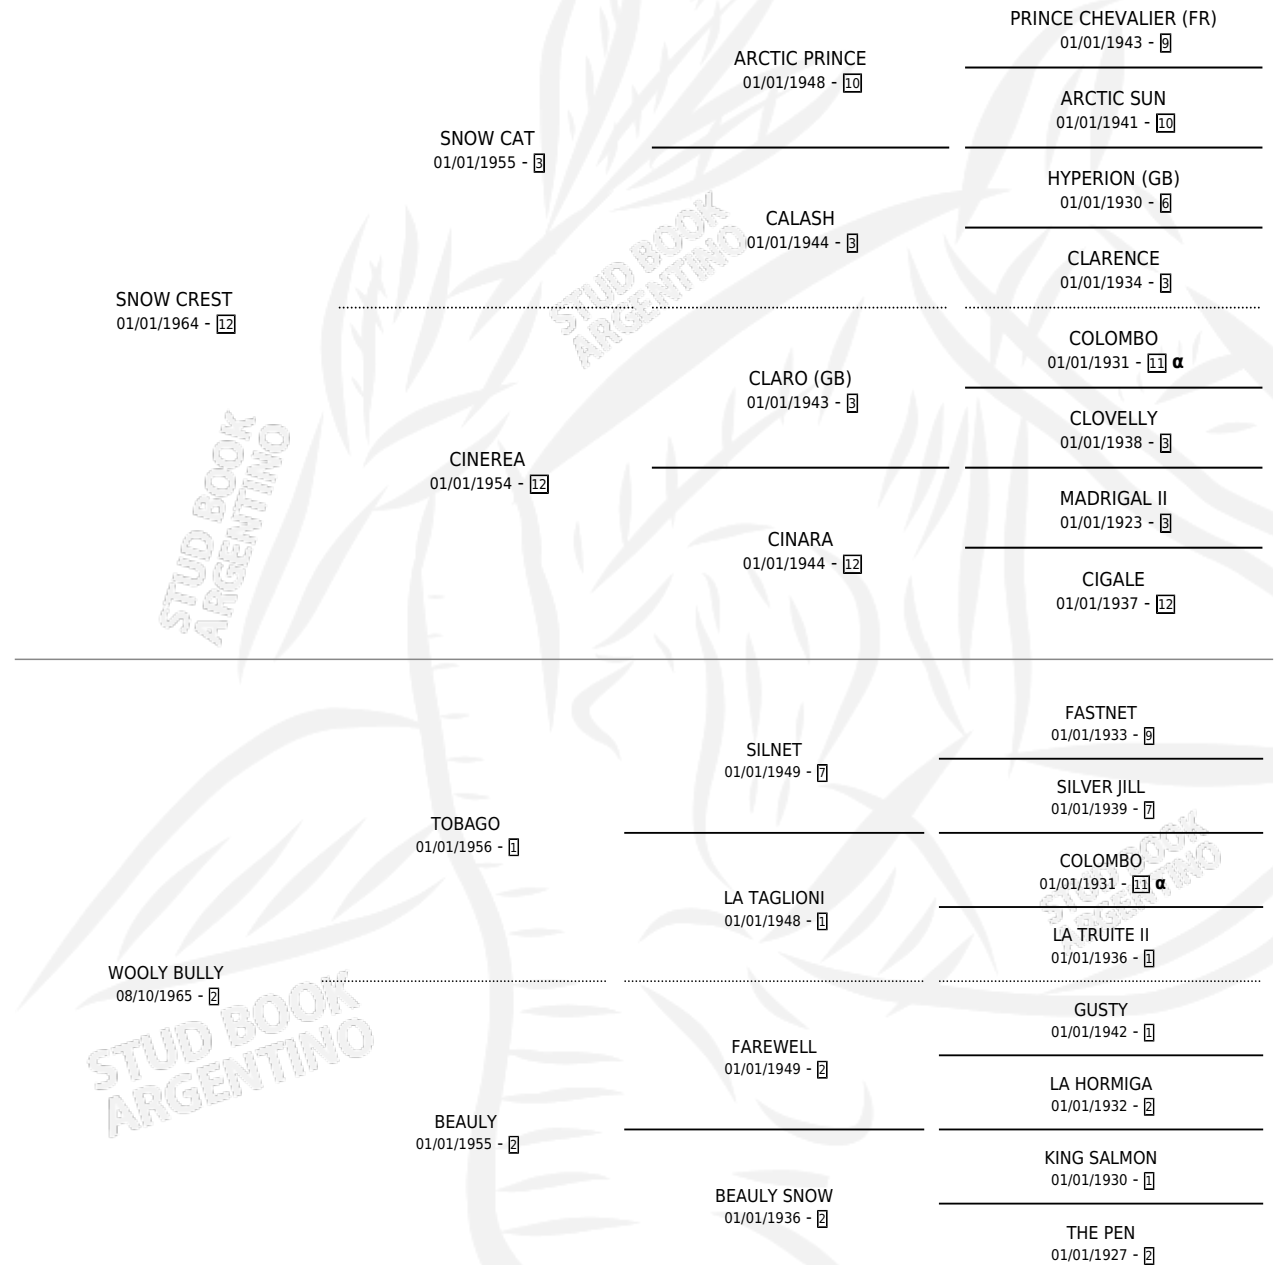 PRINCE CHEVALIER (FR)
01/01/1943 - 9
ARCTIC PRINCE
01/01/1948 - 10
ARCTIC SUN
01/01/1941 - 10
SNOW CAT
01/01/1955 - 3
HYPERION (GB)
01/01/1930 - 6
CALASH
01/01/1944 - 3
CLARENCE
01/01/1934 - 3
SNOW CREST
01/01/1964 - 12
COLOMBO
01/01/1931 - 11 α
CLARO (GB)
01/01/1943 - 3
CLOVELLY
01/01/1938 - 3
CINEREA
01/01/1954 - 12
MADRIGAL II
01/01/1923 - 3
CINARA
01/01/1944 - 12
CIGALE
01/01/1937 - 12
FASTNET
01/01/1933 - 9
SILNET
01/01/1949 - 7
SILVER JILL
01/01/1939 - 7
TOBAGO
01/01/1956 - 1
COLOMBO
01/01/1931 - 11 α
LA TAGLIONI
01/01/1948 - 1
LA TRUITE II
01/01/1936 - 1
WOOLY BULLY
08/10/1965 - 2
GUSTY
01/01/1942 - 1
FAREWELL
01/01/1949 - 2
LA HORMIGA
01/01/1932 - 2
BEAULY
01/01/1955 - 2
KING SALMON
01/01/1930 - 1
BEAULY SNOW
01/01/1936 - 2
THE PEN
01/01/1927 - 2
STUD BOOK
ARGENTINO
STUD BOOK
ARGENTINO
STUD BOOK
ARGENTINO
STUD BOOK
ARGENTINO